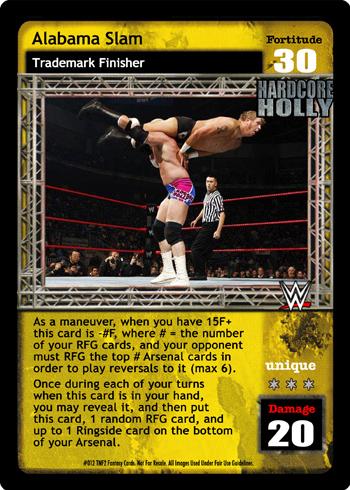 Alabama Slam
Fortitude
Trademark Finisher
30
HARDCORE
HOLLY
W
As a maneuver, when you have 15F+
this card is -#F, where # = the number
of your RFG cards, and your opponent
must RFG the top # Arsenal cards in
order to play reversals to it (max 6).
unique
Once during each of your turns
when this card is in your hand,
you may reveal it, and then put
this card, 1 random RFG card, and
up to 1 Ringside card on the bottom
of your Arsenal.
Damage
20
#012 TMF2 Fantasy Cards. Not For Resale. All Images Used Under Fair Use Guidelines.